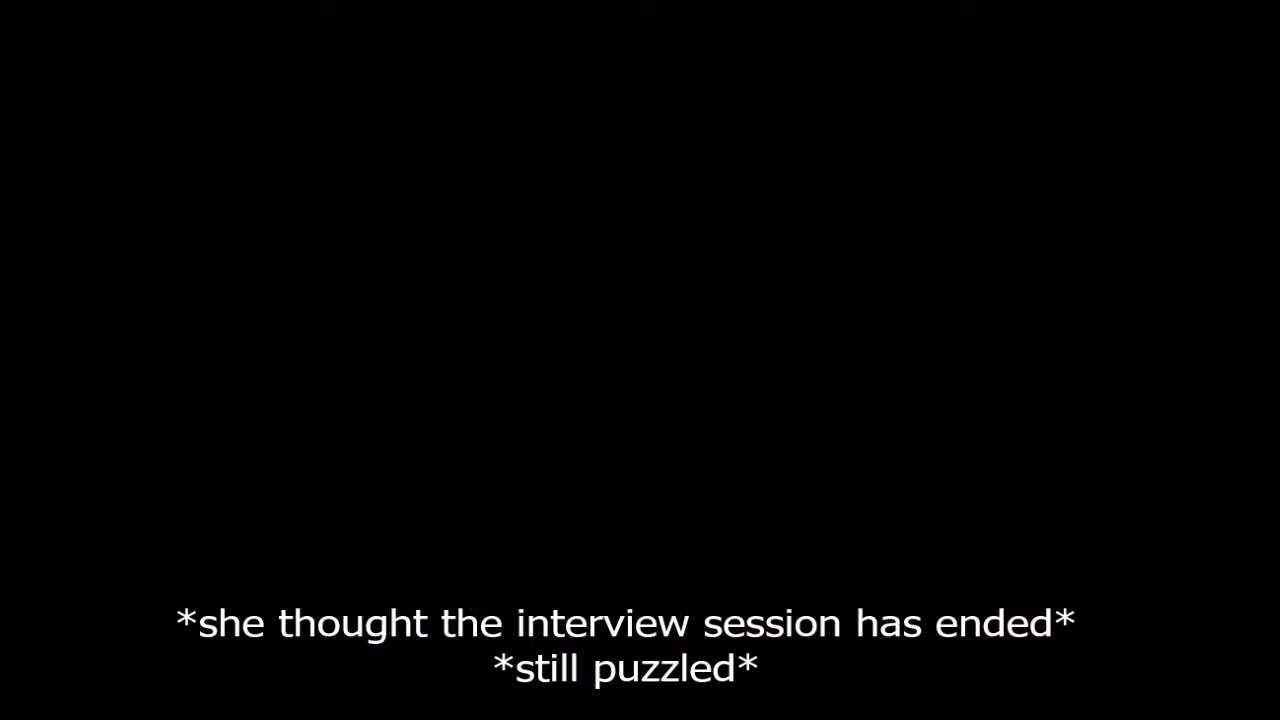 *she thought the interview session has ended*
*still puzzled*